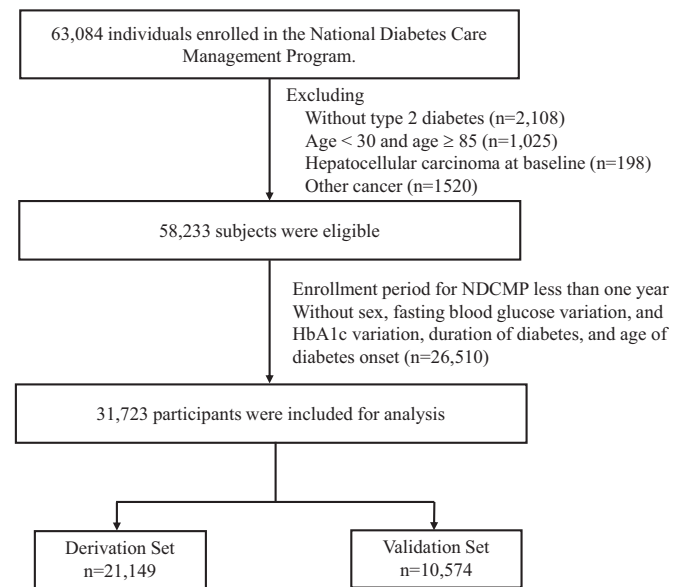 63,084 individuals enrolled in the National Diabetes Care
Management Program.
Excluding
Without type 2 diabetes (n=2,108)
Age < 30 and age ≥ 85 (n=1,025)
Hepatocellular carcinoma at baseline (n=198)
Other cancer (n=1520)
58,233 subjects were eligible
Enrollment period for NDCMP less than one year
Without sex, fasting blood glucose variation, and
HbA1c variation, duration of diabetes, and age of
diabetes onset (n=26,510)
31,723 participants were included for analysis
Derivation Set
n=21,149
Validation Set
n=10,574